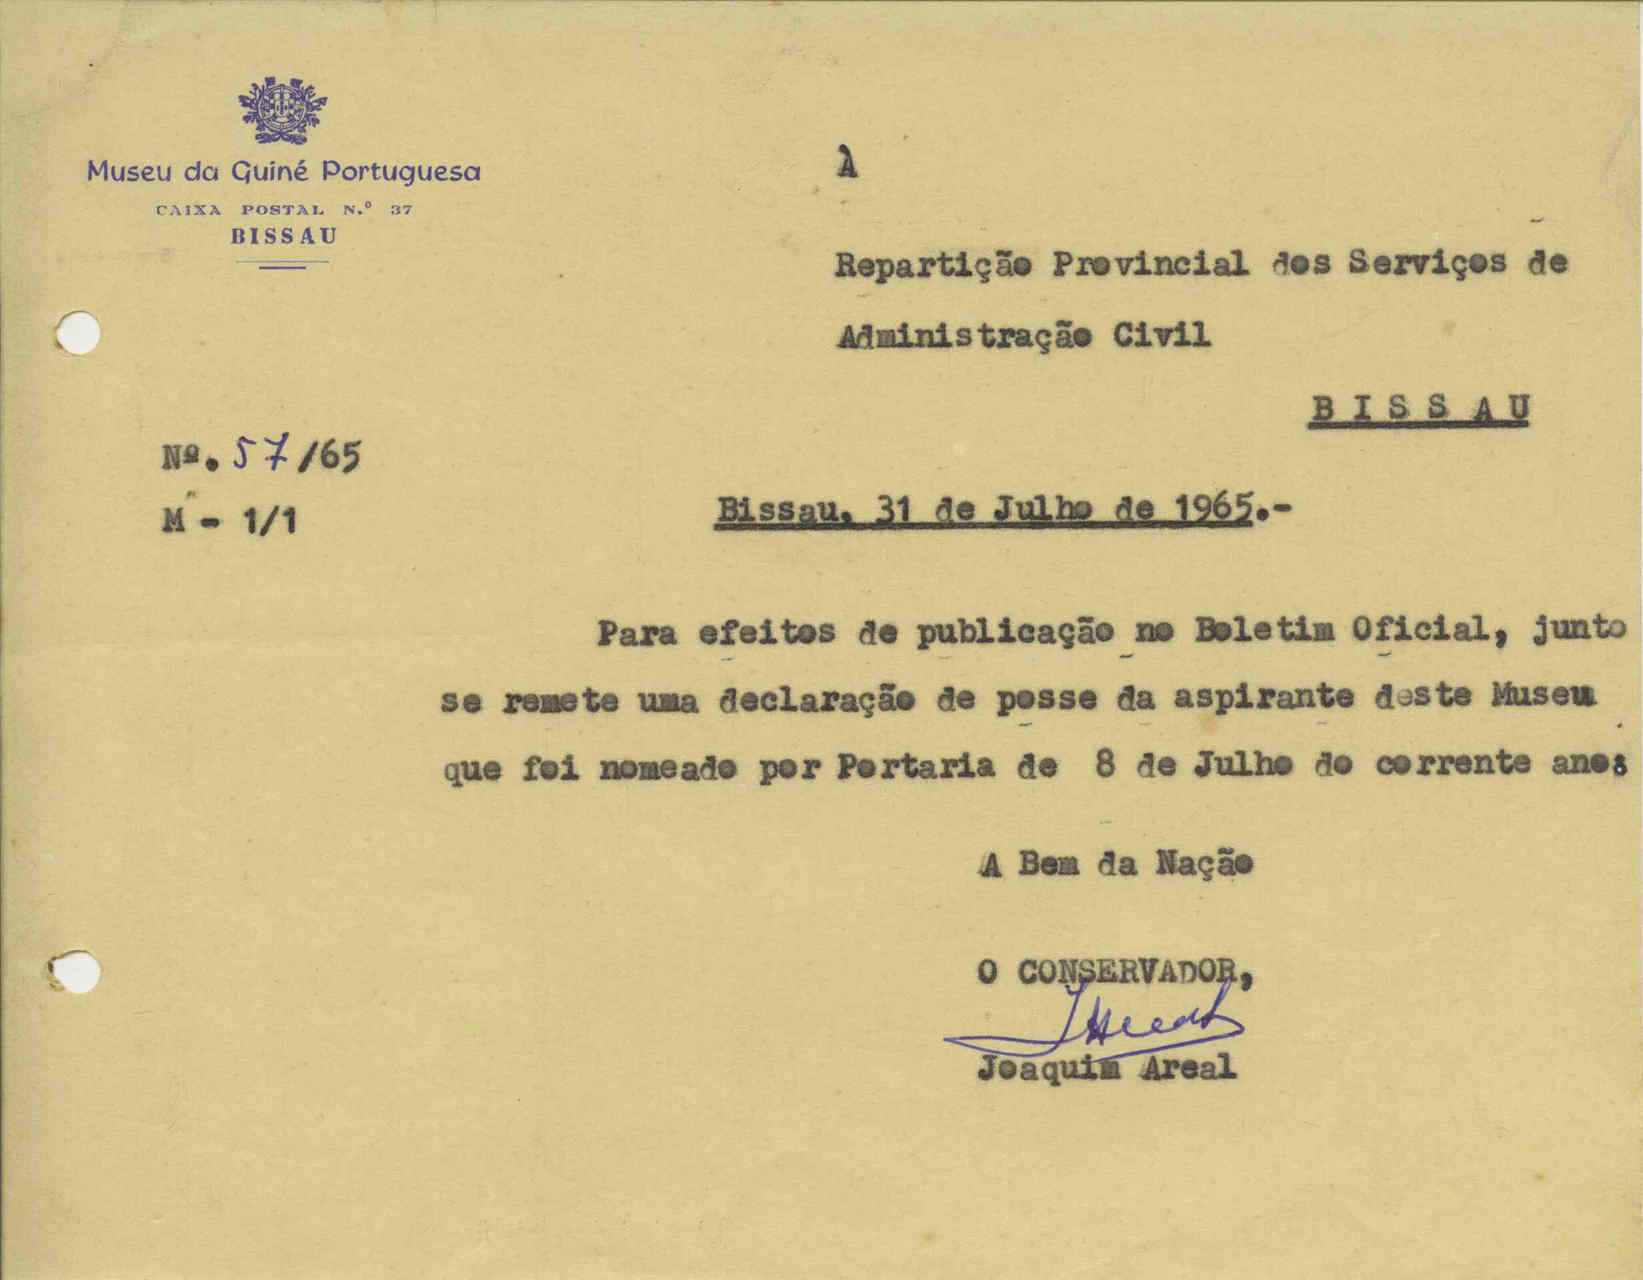 Museu da Guiné Portuguesa
CAIXA POSTAL N.º 37
BISSAU
À
Repartição Provincial dos Serviços de
Administração Civil
B I S S A U
Nº. 57/65
M - 1/1
Bissau, 31 de Julho de 1965.-
Para efeitos de publicação no Boletim Oficial, junto
se remete uma declaração de posse da aspirante deste Museu
que foi nomeado por Portaria de 8 de Julho do corrente anos
A Bem da Nação
O CONSERVADOR,
Joaquim Areal